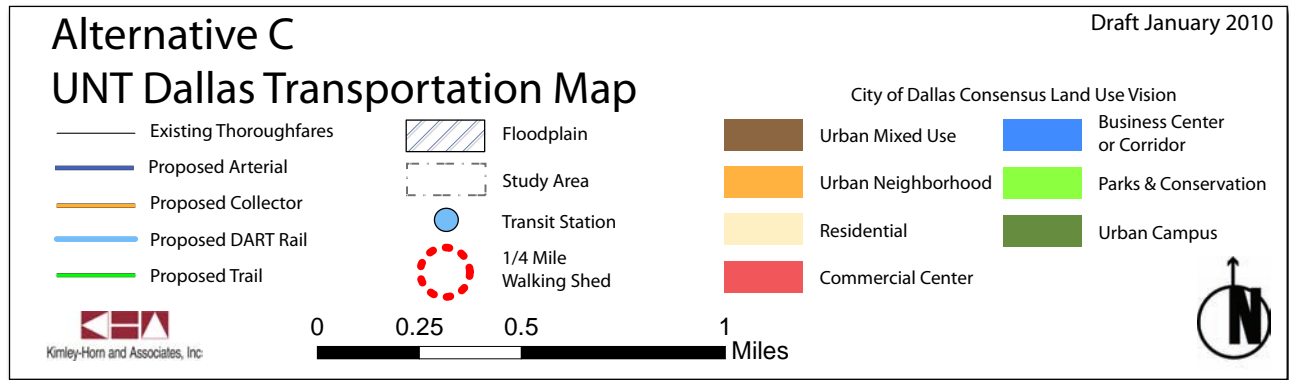 Alternative C
Draft January 2010
UNT Dallas Transportation Map
City of Dallas Consensus Land Use Vision
Existing Thoroughfares
Proposed Arterial
Proposed Collector
Proposed DART Rail
Proposed Trail
Floodplain
Study Area
Transit Station
1/4 Mile
Walking Shed
Urban Mixed Use
Urban Neighborhood
Residential
Commercial Center
Business Center
or Corridor
Parks & Conservation
Urban Campus
Kimley-Horn and Associates, Inc
0 0.25 0.5 1
Miles
N